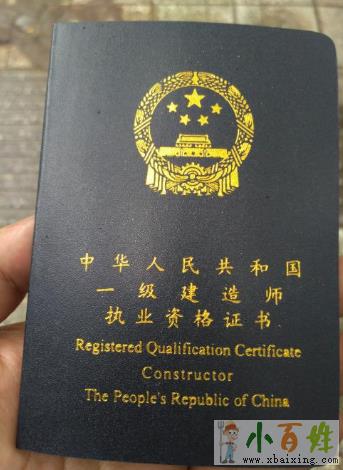 中华人民共和国
一级建造师
执业资格证书
Registered Qualification Certificate
Constructor
The People's Republic of China
小百姓
www.xbaixing.com